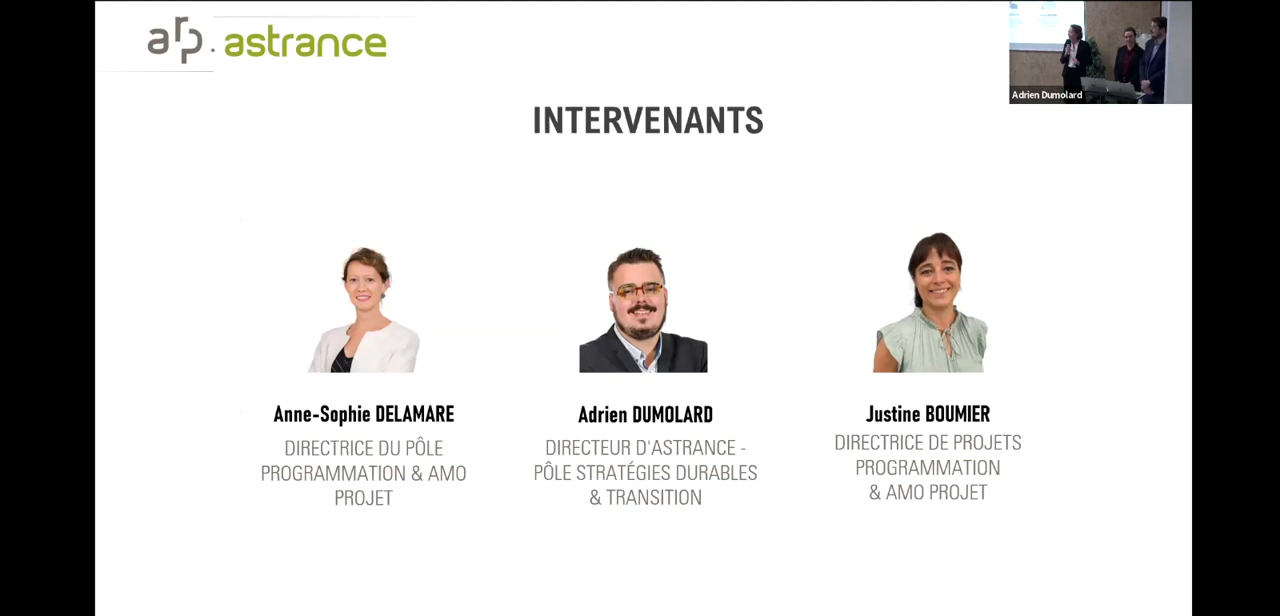 arp. astrance
Adrien Dumolard
INTERVENANTS
Anne-Sophie DELAMARE
DIRECTRICE DU PÔLE
PROGRAMMATION & AMO
PROJET
Adrien DUMOLARD
DIRECTEUR D'ASTRANCE -
PÔLE STRATÉGIES DURABLES
& TRANSITION
Justine BOUMIER
DIRECTRICE DE PROJETS
PROGRAMMATION
& AMO PROJET